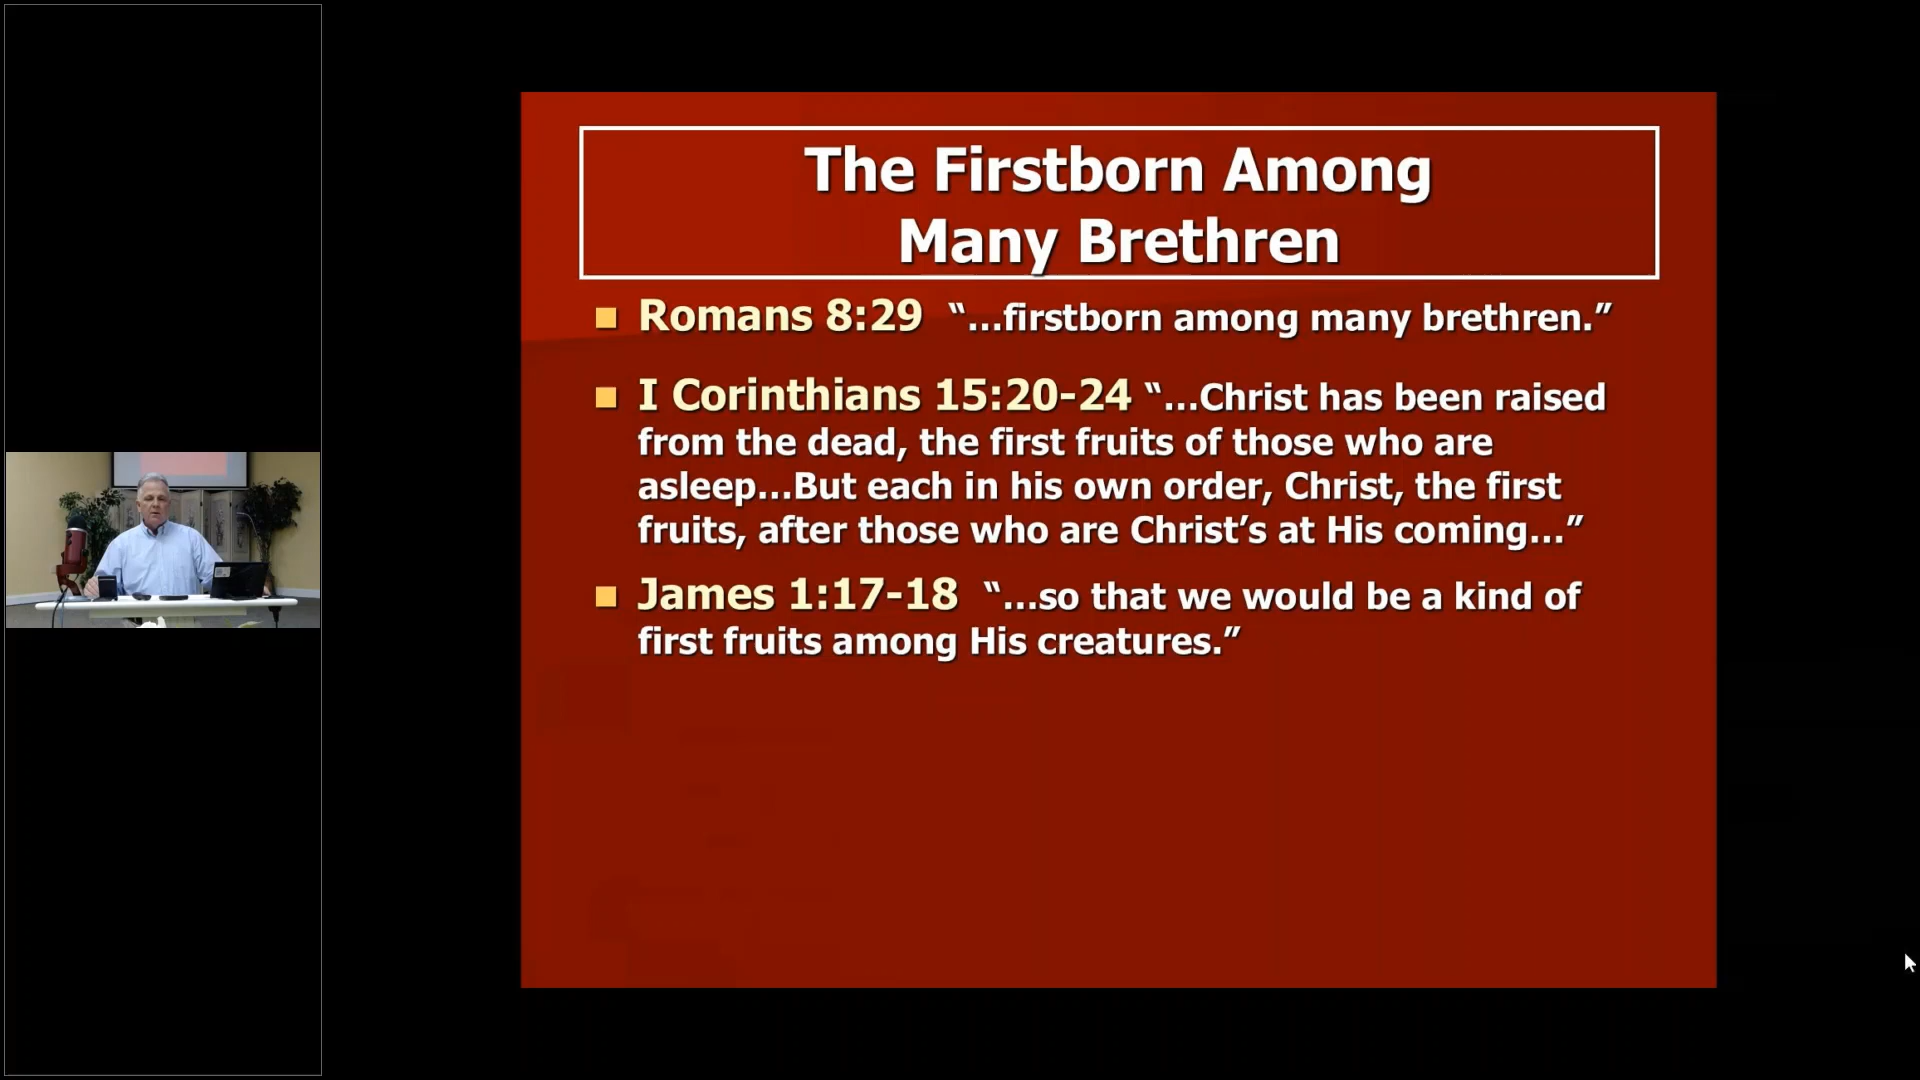 The Firstborn Among
Many Brethren
Romans 8:29 “...firstborn among many brethren.”
I Corinthians 15:20-24 “...Christ has been raised
from the dead, the first fruits of those who are
asleep...But each in his own order, Christ, the first
fruits, after those who are Christ’s at His coming...”
James 1:17-18 “...so that we would be a kind of
first fruits among His creatures.”